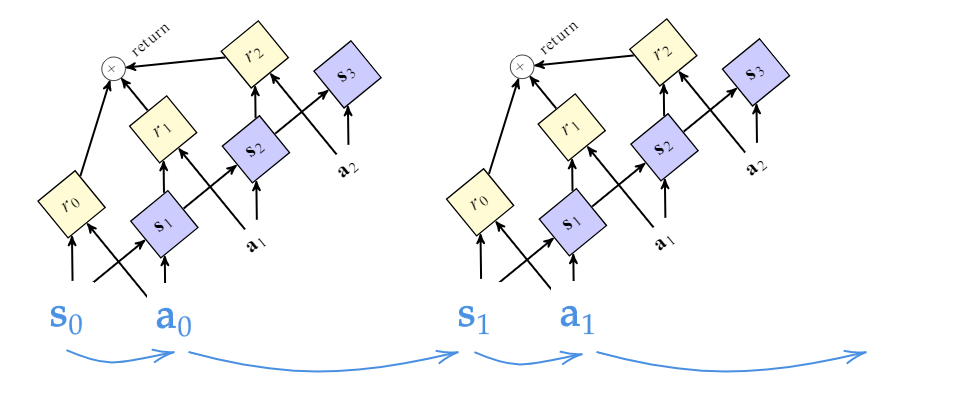 return
r₂
s₃
r₁
s₂
a₂
r₀
s₁
a₁
s₀ a₀
return
r₂
s₃
r₁
s₂
a₂
r₀
s₁
a₁
s₁ a₁